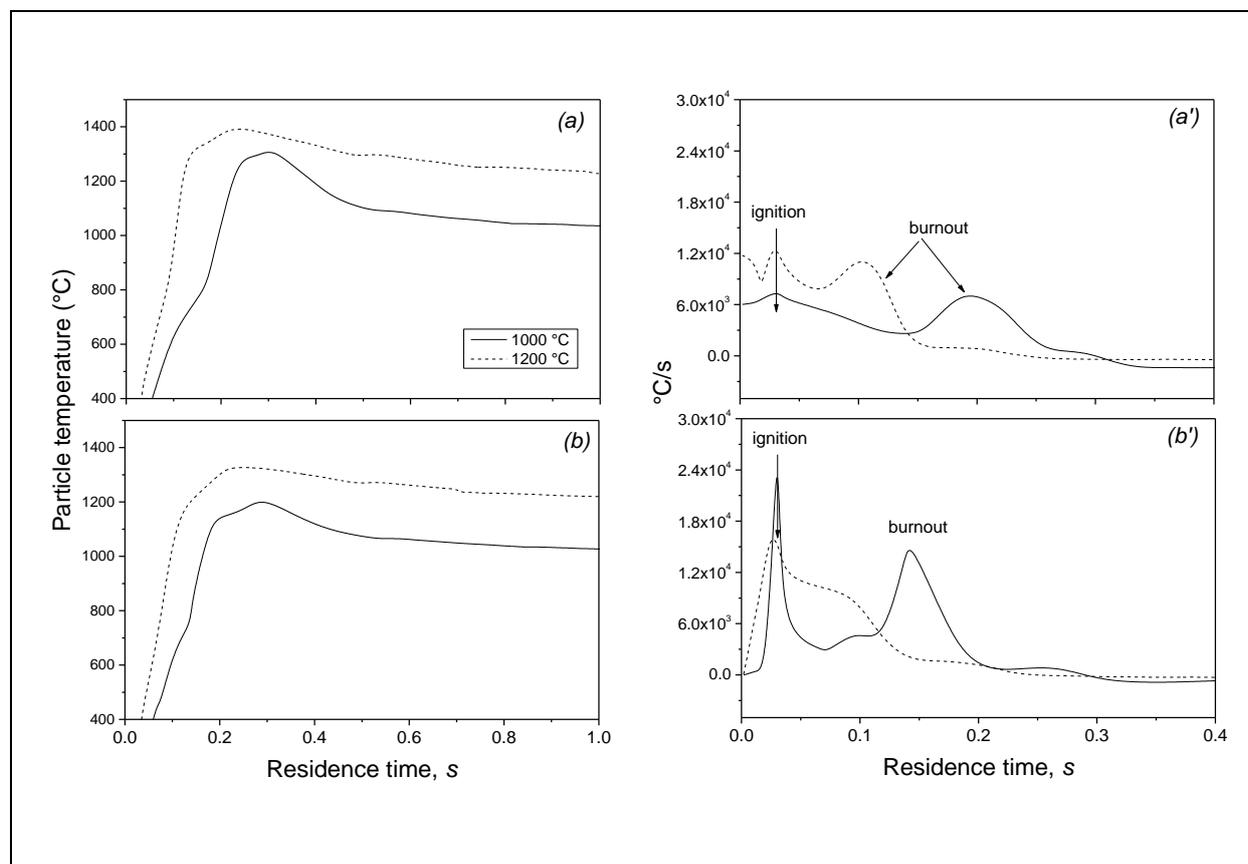 Particle temperature (°C)
1400
1200
1000
800
600
400
(a)
1000 °C
1200 °C
1400
1200
1000
800
600
400
(b)
0.0 0.2 0.4 0.6 0.8 1.0
Residence time, s
°C/s
3.0x10⁴
2.4x10⁴
1.8x10⁴
1.2x10⁴
6.0x10³
0.0
(a')
ignition
burnout
3.0x10⁴
2.4x10⁴
1.8x10⁴
1.2x10⁴
6.0x10³
0.0
(b')
ignition
burnout
0.0 0.1 0.2 0.3 0.4
Residence time, s